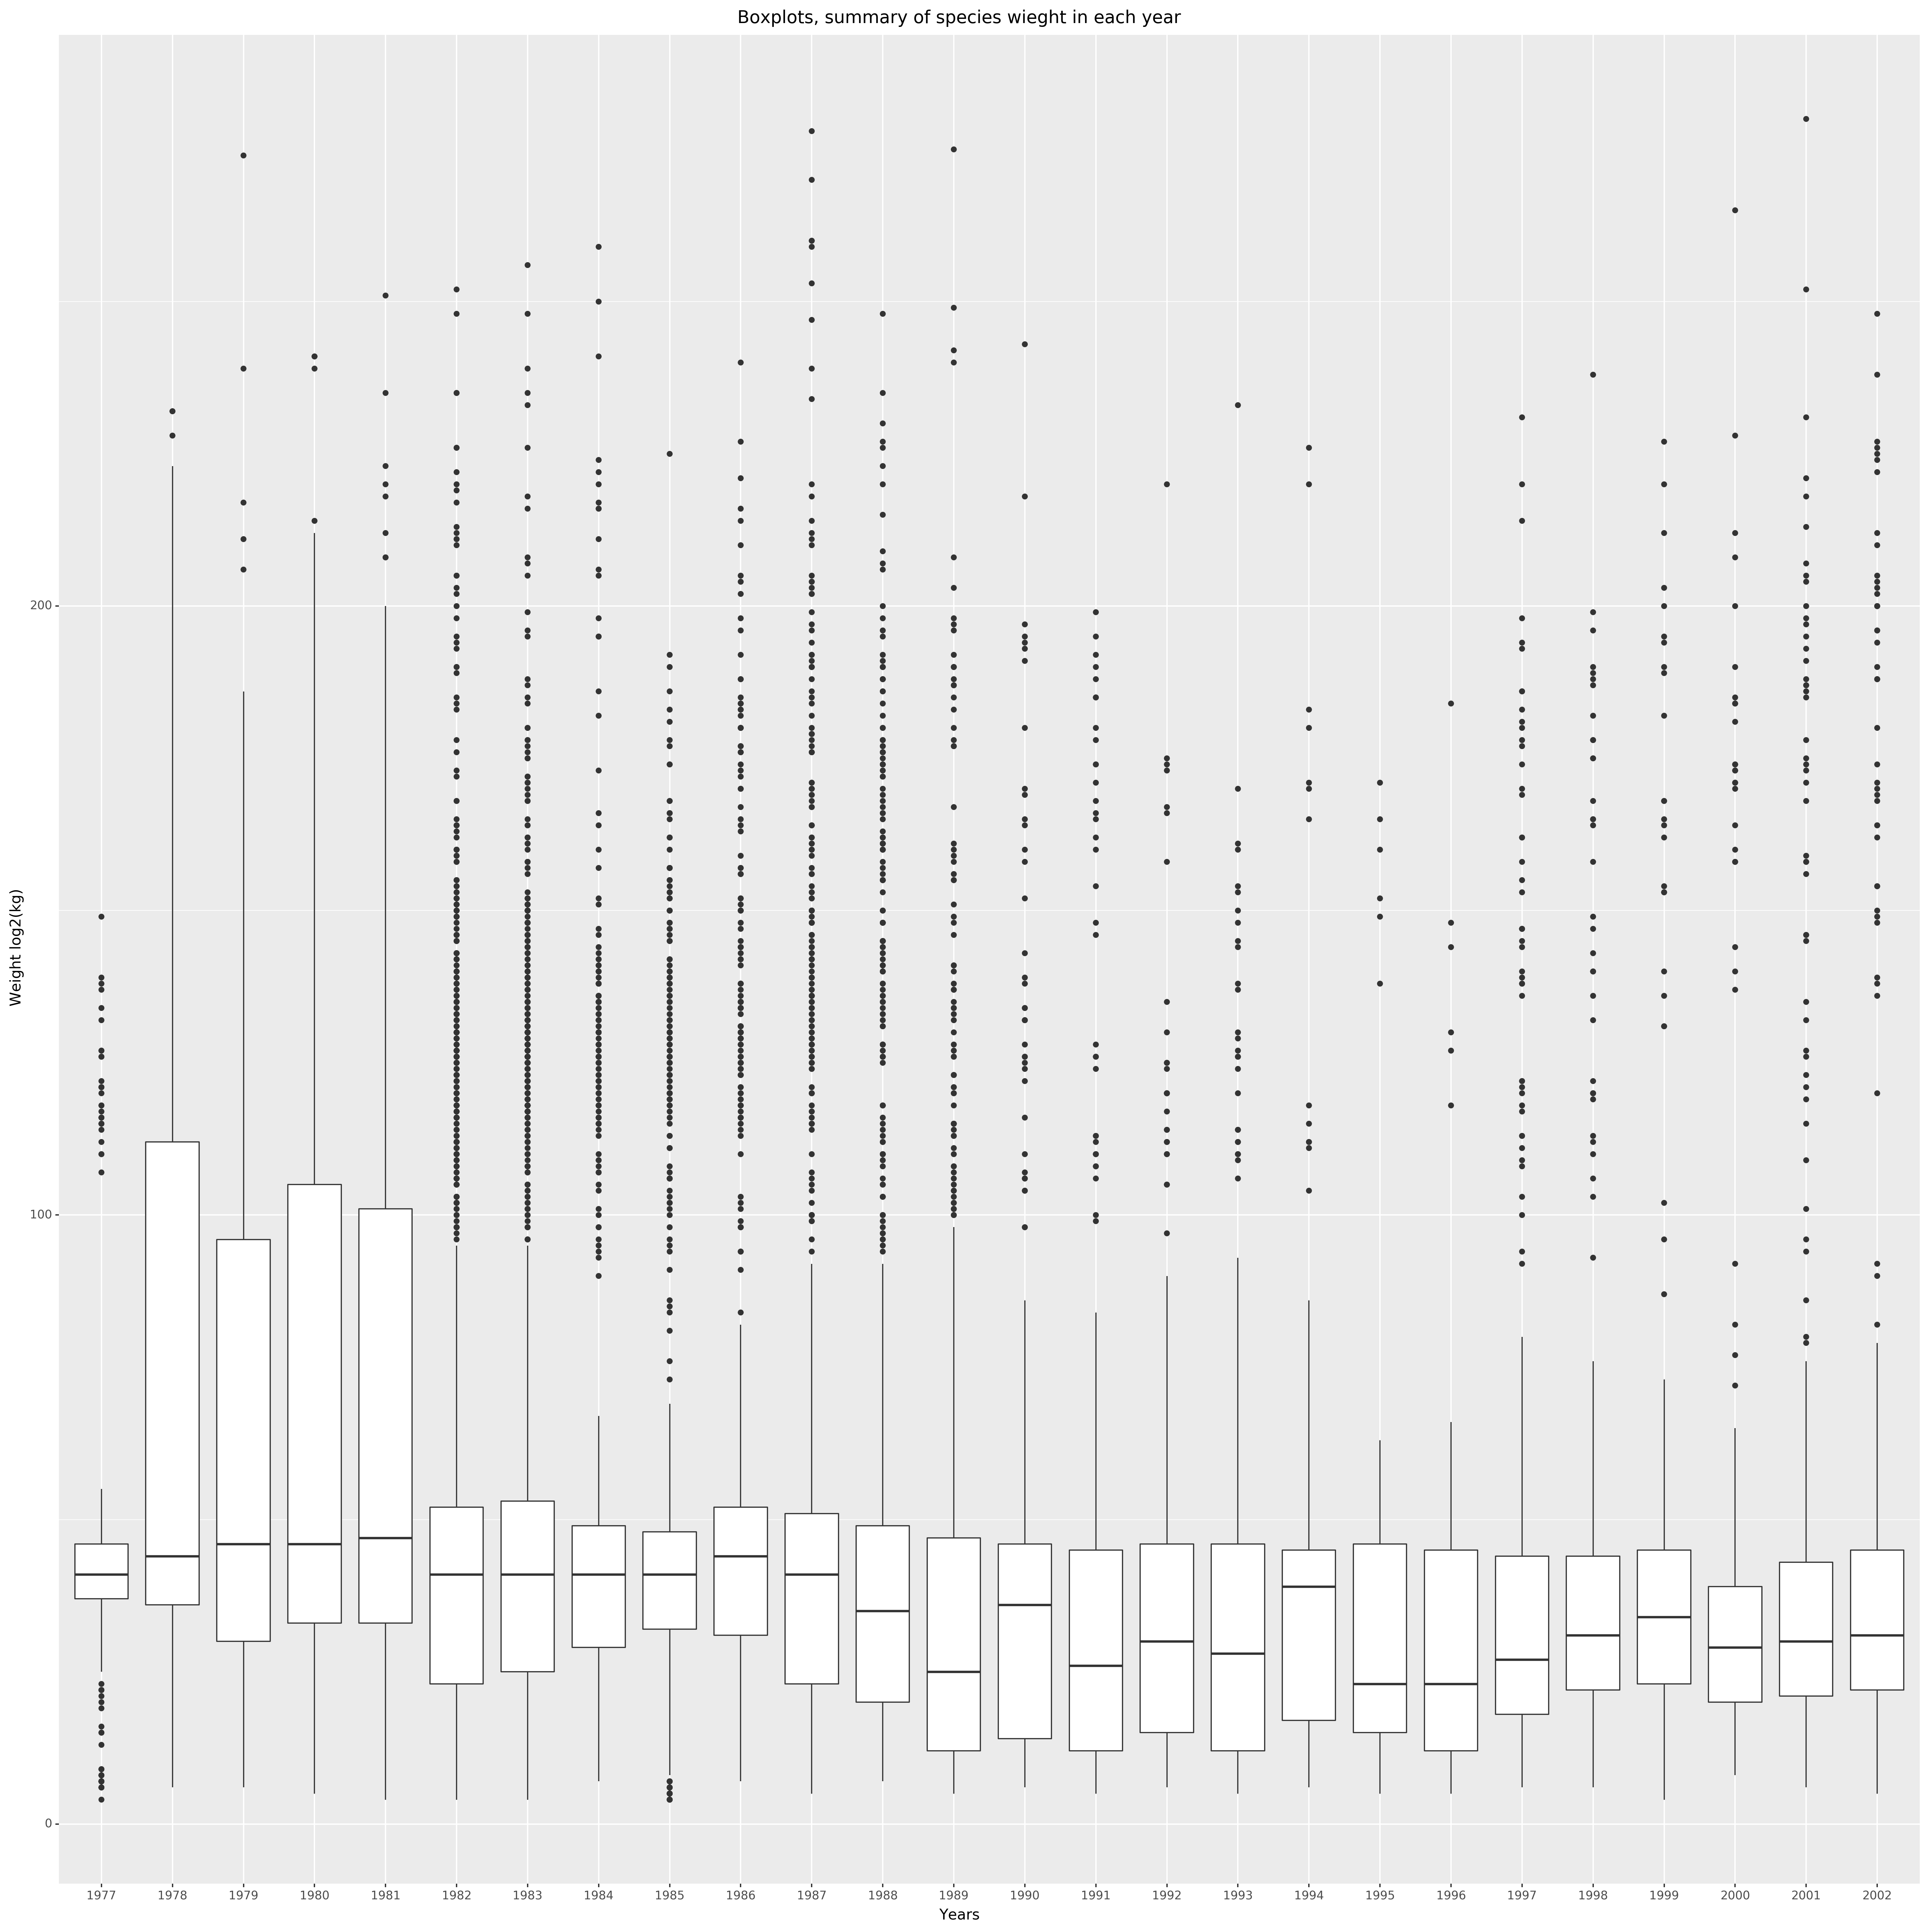 Boxplots, summary of species wieght in each year
Weight log2(kg)
200
100
0
1977 1978 1979 1980 1981 1982 1983 1984 1985 1986 1987 1988 1989 1990 1991 1992 1993 1994 1995 1996 1997 1998 1999 2000 2001 2002
Years